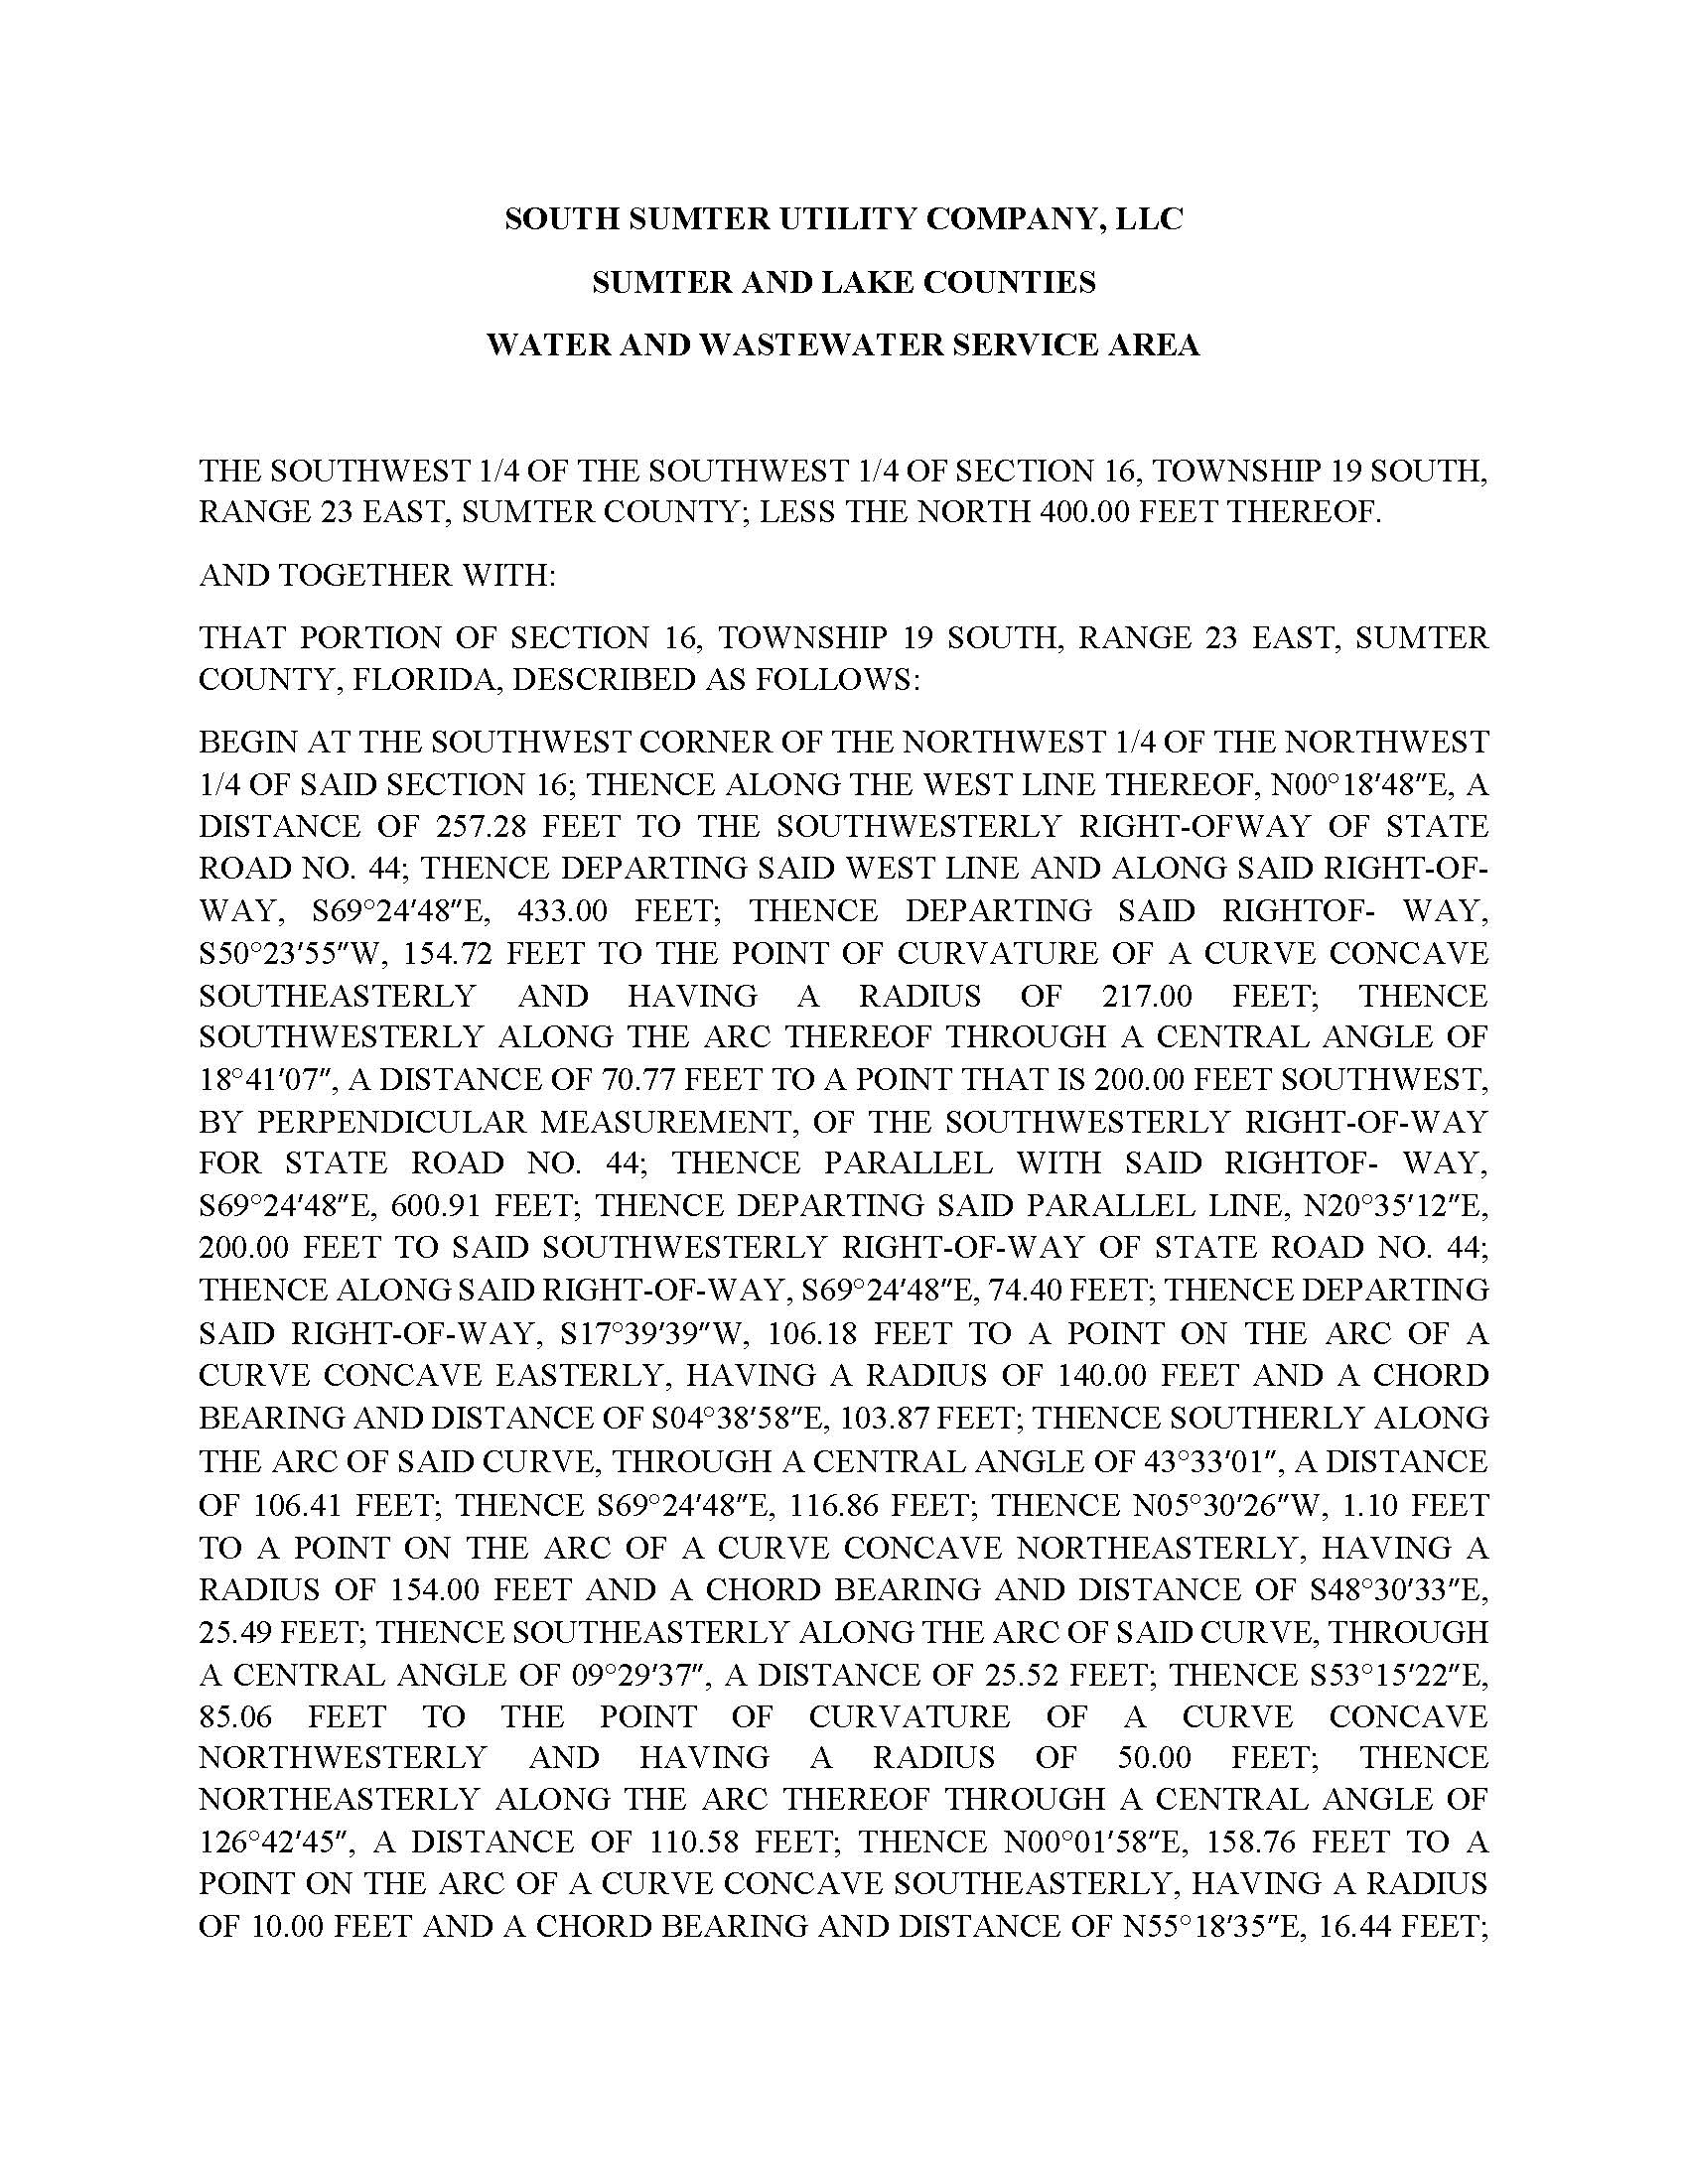 SOUTH SUMTER UTILITY COMPANY, LLC
SUMTER AND LAKE COUNTIES
WATER AND WASTEWATER SERVICE AREA
THE SOUTHWEST 1/4 OF THE SOUTHWEST 1/4 OF SECTION 16, TOWNSHIP 19 SOUTH,
RANGE 23 EAST, SUMTER COUNTY; LESS THE NORTH 400.00 FEET THEREOF.
AND TOGETHER WITH:
THAT PORTION OF SECTION 16, TOWNSHIP 19 SOUTH, RANGE 23 EAST, SUMTER
COUNTY, FLORIDA, DESCRIBED AS FOLLOWS:
BEGIN AT THE SOUTHWEST CORNER OF THE NORTHWEST 1/4 OF THE NORTHWEST
1/4 OF SAID SECTION 16; THENCE ALONG THE WEST LINE THEREOF, N00°18′48″E, A
DISTANCE OF 257.28 FEET TO THE SOUTHWESTERLY RIGHT-OFWAY OF STATE
ROAD NO. 44; THENCE DEPARTING SAID WEST LINE AND ALONG SAID RIGHT-OF-
WAY, S69°24′48″E, 433.00 FEET; THENCE DEPARTING SAID RIGHTOF- WAY,
S50°23′55″W, 154.72 FEET TO THE POINT OF CURVATURE OF A CURVE CONCAVE
SOUTHEASTERLY AND HAVING A RADIUS OF 217.00 FEET; THENCE
SOUTHWESTERLY ALONG THE ARC THEREOF THROUGH A CENTRAL ANGLE OF
18°41′07″, A DISTANCE OF 70.77 FEET TO A POINT THAT IS 200.00 FEET SOUTHWEST,
BY PERPENDICULAR MEASUREMENT, OF THE SOUTHWESTERLY RIGHT-OF-WAY
FOR STATE ROAD NO. 44; THENCE PARALLEL WITH SAID RIGHTOF- WAY,
S69°24′48″E, 600.91 FEET; THENCE DEPARTING SAID PARALLEL LINE, N20°35′12″E,
200.00 FEET TO SAID SOUTHWESTERLY RIGHT-OF-WAY OF STATE ROAD NO. 44;
THENCE ALONG SAID RIGHT-OF-WAY, S69°24′48″E, 74.40 FEET; THENCE DEPARTING
SAID RIGHT-OF-WAY, S17°39′39″W, 106.18 FEET TO A POINT ON THE ARC OF A
CURVE CONCAVE EASTERLY, HAVING A RADIUS OF 140.00 FEET AND A CHORD
BEARING AND DISTANCE OF S04°38′58″E, 103.87 FEET; THENCE SOUTHERLY ALONG
THE ARC OF SAID CURVE, THROUGH A CENTRAL ANGLE OF 43°33′01″, A DISTANCE
OF 106.41 FEET; THENCE S69°24′48″E, 116.86 FEET; THENCE N05°30′26″W, 1.10 FEET
TO A POINT ON THE ARC OF A CURVE CONCAVE NORTHEASTERLY, HAVING A
RADIUS OF 154.00 FEET AND A CHORD BEARING AND DISTANCE OF S48°30′33″E,
25.49 FEET; THENCE SOUTHEASTERLY ALONG THE ARC OF SAID CURVE, THROUGH
A CENTRAL ANGLE OF 09°29′37″, A DISTANCE OF 25.52 FEET; THENCE S53°15′22″E,
85.06 FEET TO THE POINT OF CURVATURE OF A CURVE CONCAVE
NORTHWESTERLY AND HAVING A RADIUS OF 50.00 FEET; THENCE
NORTHEASTERLY ALONG THE ARC THEREOF THROUGH A CENTRAL ANGLE OF
126°42′45″, A DISTANCE OF 110.58 FEET; THENCE N00°01′58″E, 158.76 FEET TO A
POINT ON THE ARC OF A CURVE CONCAVE SOUTHEASTERLY, HAVING A RADIUS
OF 10.00 FEET AND A CHORD BEARING AND DISTANCE OF N55°18′35″E, 16.44 FEET;